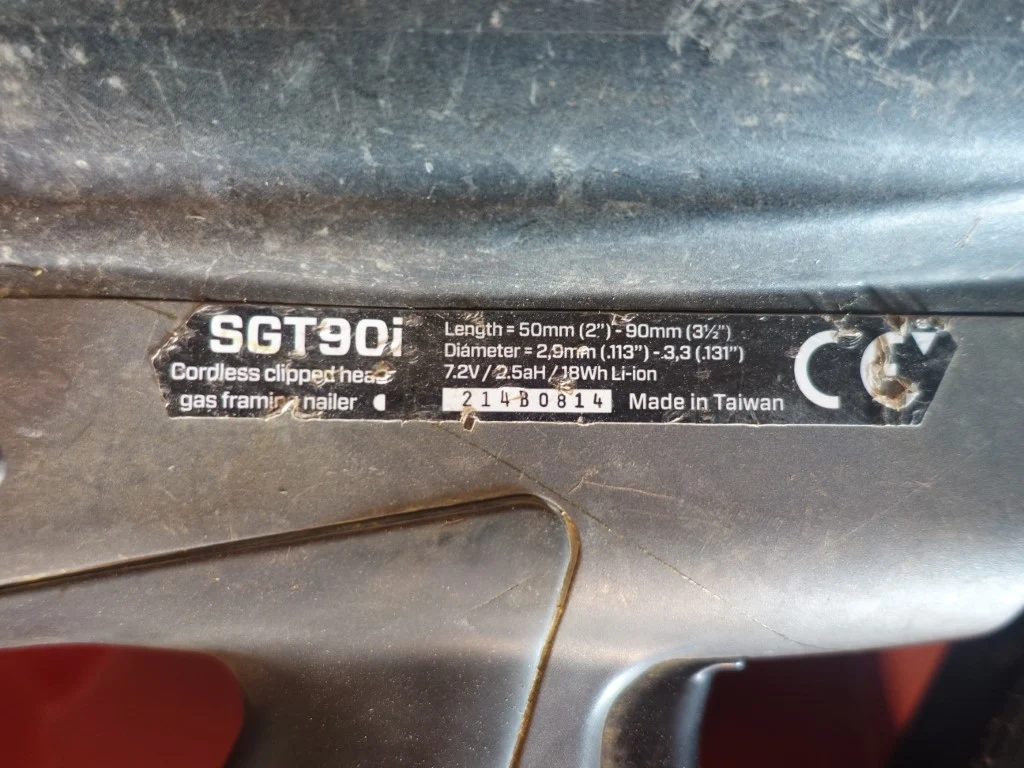 SGT90i
Cordless clipped head
gas framing nailer
Length = 50mm (2") - 90mm (3½")
Diameter = 2,9mm (.113") - 3,3 (.131")
7.2V / 2.5aH / 18Wh Li-ion
214B0814 Made in Taiwan
CE